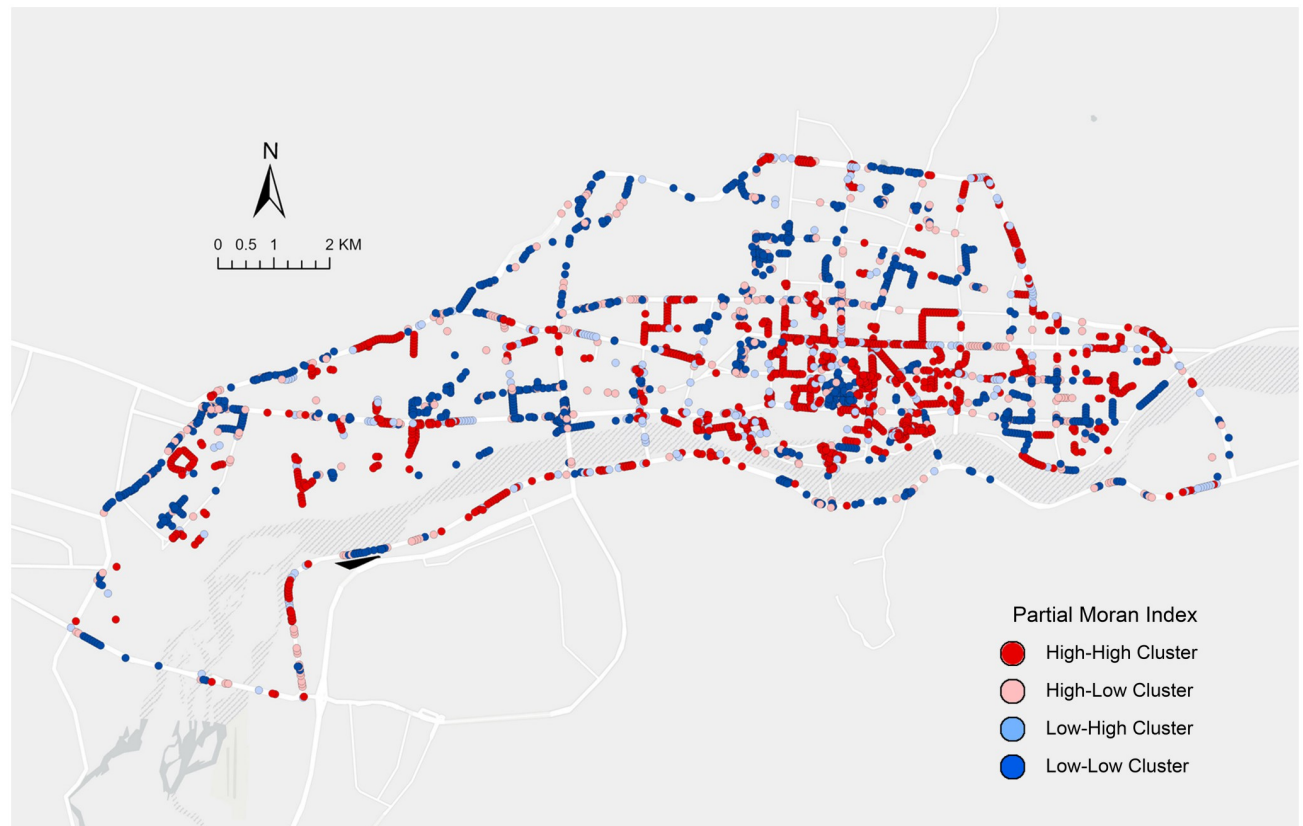 N
0 0.5 1 2 KM
Partial Moran Index
High-High Cluster
High-Low Cluster
Low-High Cluster
Low-Low Cluster